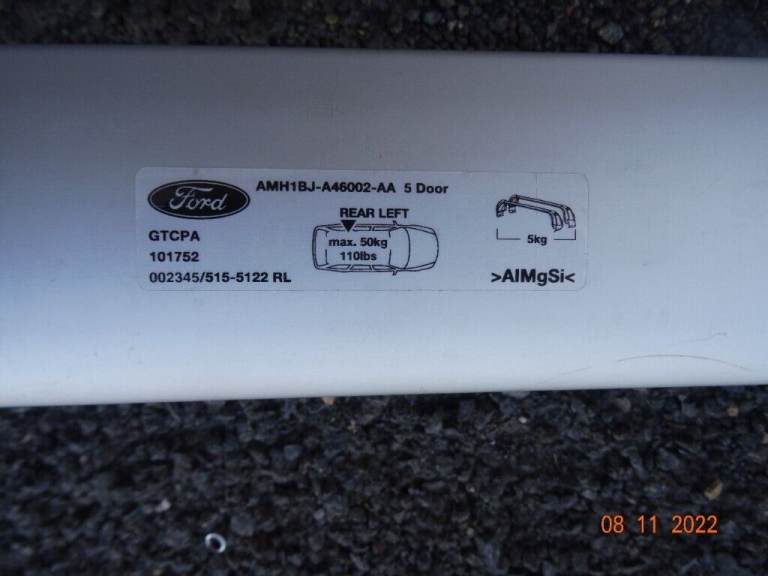 Ford
AMH1BJ-A46002-AA 5 Door
REAR LEFT
GTCPA
max. 50kg
110lbs
5kg
101752
002345/515-5122 RL
>AlMgSi<
08 11 2022